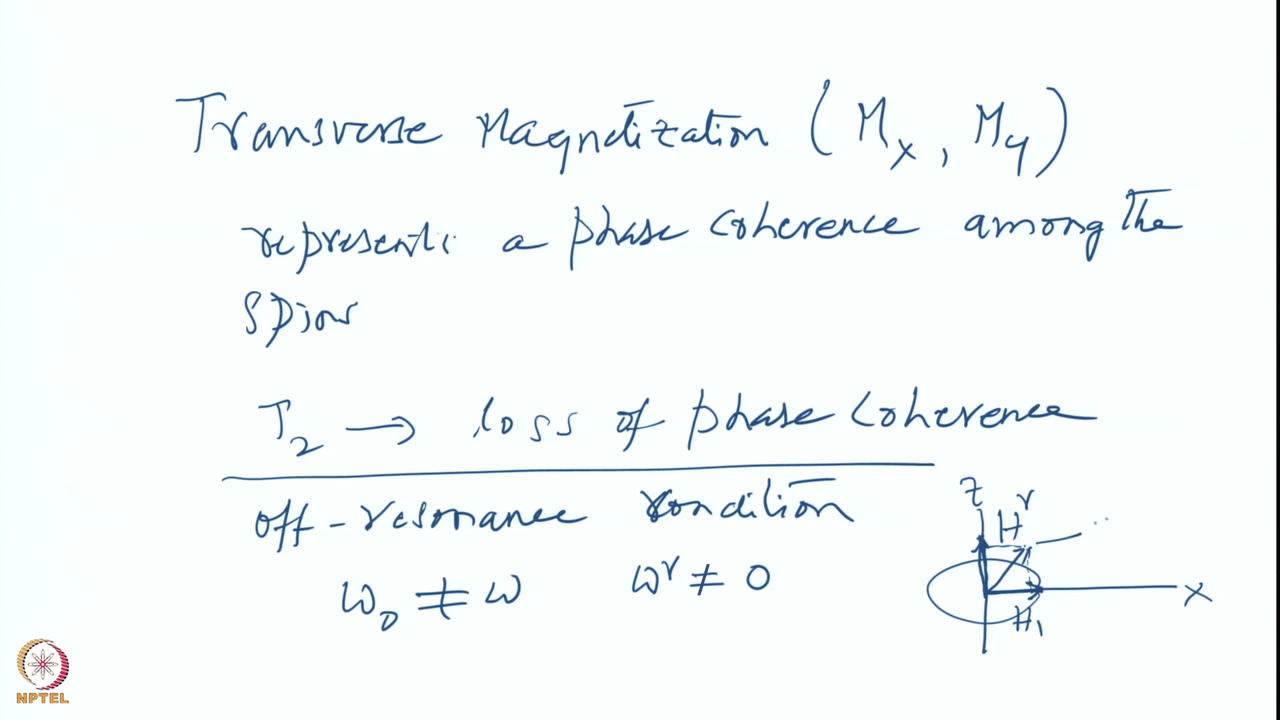 Transverse Magnetization (Mx, My)
represents a phase coherence among the
spins
T2 → loss of phase coherence
off-resonance condition
ω0 ≠ ω ωʳ ≠ 0
z
Hʳ
x
H1
NPTEL